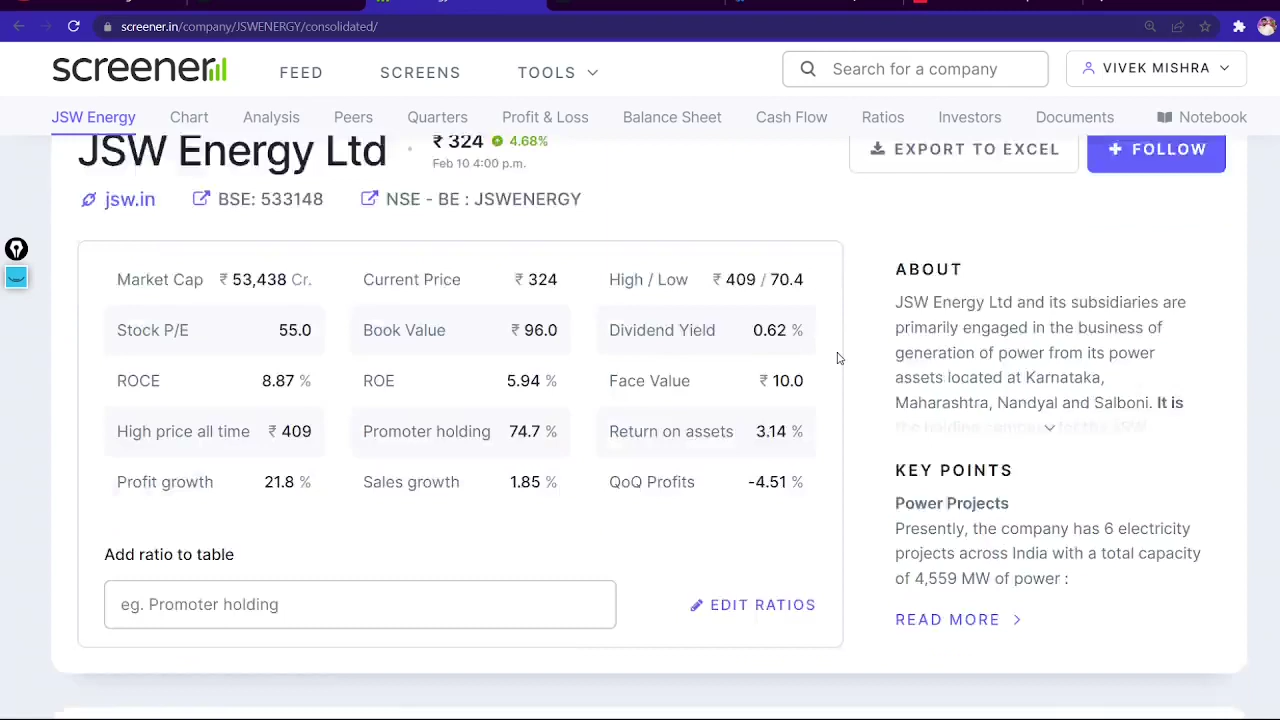 screener.in/company/JSWENERGY/consolidated/
screener
FEED
SCREENS
TOOLS
Search for a company
VIVEK MISHRA
JSW Energy
Chart
Analysis
Peers
Quarters
Profit & Loss
Balance Sheet
Cash Flow
Ratios
Investors
Documents
Notebook
JSW Energy Ltd
₹ 324 4.68%
Feb 10 4:00 p.m.
EXPORT TO EXCEL
+ FOLLOW
jsw.in
BSE: 533148
NSE - BE : JSWENERGY
Market Cap ₹ 53,438 Cr.
Current Price ₹ 324
High / Low ₹ 409 / 70.4
Stock P/E 55.0
Book Value ₹ 96.0
Dividend Yield 0.62 %
ROCE 8.87 %
ROE 5.94 %
Face Value ₹ 10.0
High price all time ₹ 409
Promoter holding 74.7 %
Return on assets 3.14 %
Profit growth 21.8 %
Sales growth 1.85 %
QoQ Profits -4.51 %
Add ratio to table
eg. Promoter holding
EDIT RATIOS
ABOUT
JSW Energy Ltd and its subsidiaries are
primarily engaged in the business of
generation of power from its power
assets located at Karnataka,
Maharashtra, Nandyal and Salboni. It is
KEY POINTS
Power Projects
Presently, the company has 6 electricity
projects across India with a total capacity
of 4,559 MW of power :
READ MORE